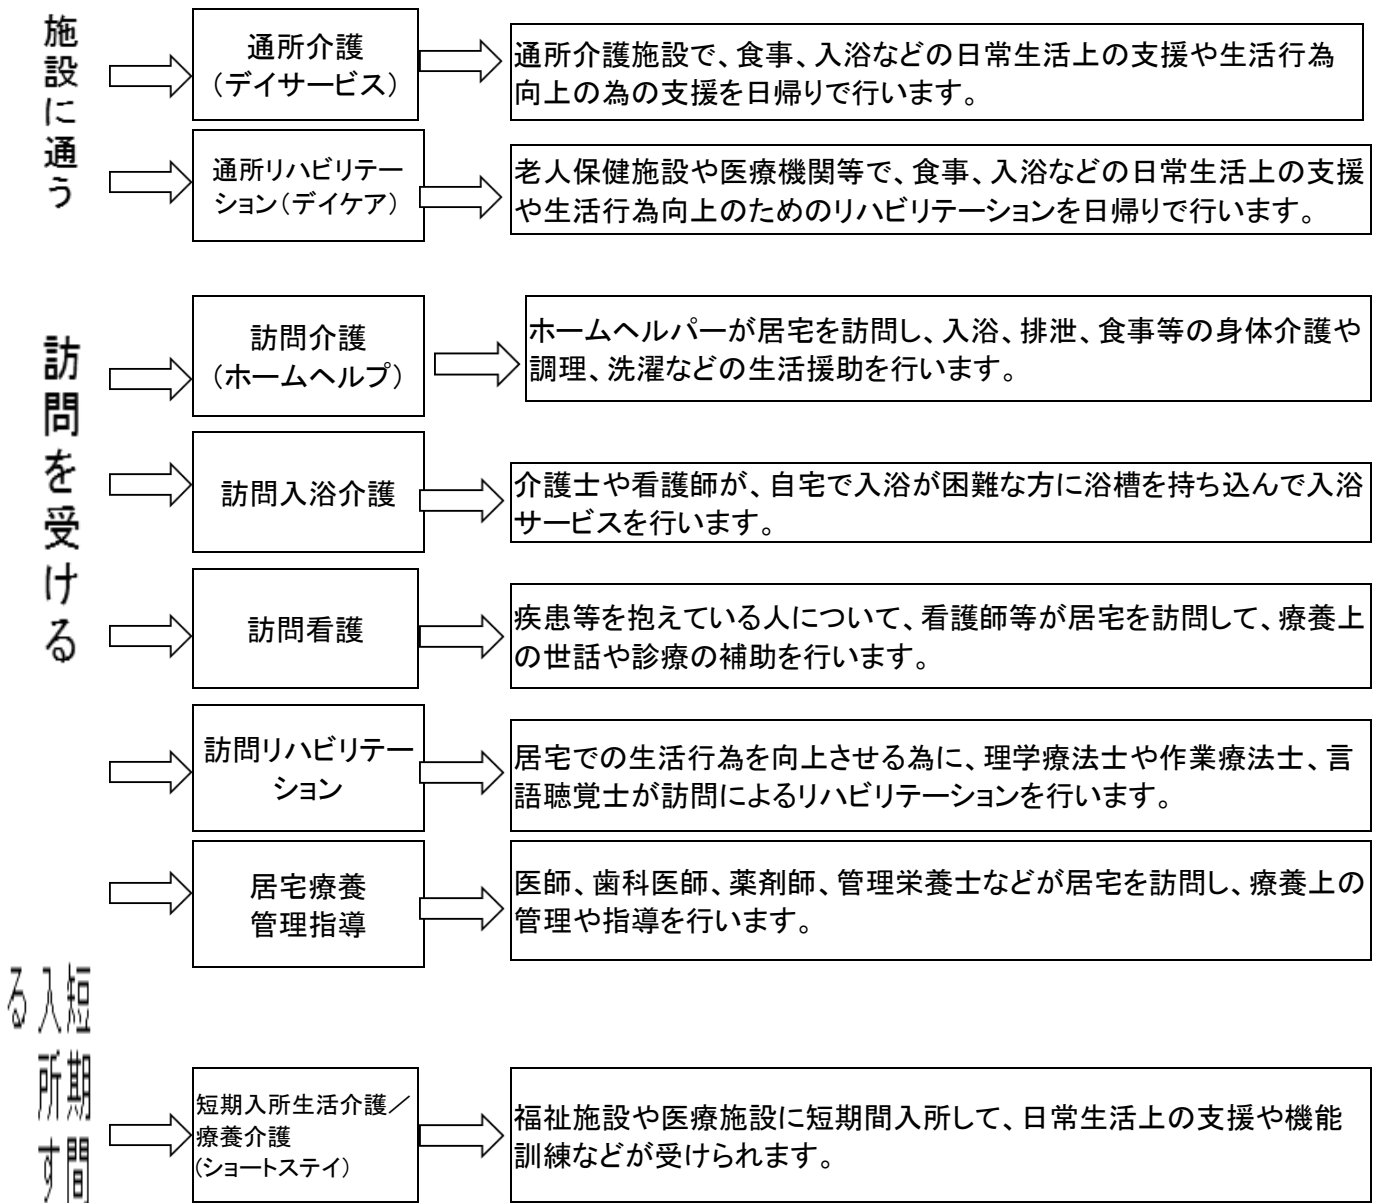 施設に通う
通所介護
（デイサービス）
通所介護施設で、食事、入浴などの日常生活上の支援や生活行為
向上の為の支援を日帰りで行います。
通所リハビリテー
ション（デイケア）
老人保健施設や医療機関等で、食事、入浴などの日常生活上の支援
や生活行為向上のためのリハビリテーションを日帰りで行います。
訪問を受ける
訪問介護
（ホームヘルプ）
ホームヘルパーが居宅を訪問し、入浴、排泄、食事等の身体介護や
調理、洗濯などの生活援助を行います。
訪問入浴介護
介護士や看護師が、自宅で入浴が困難な方に浴槽を持ち込んで入浴
サービスを行います。
訪問看護
疾患等を抱えている人について、看護師等が居宅を訪問して、療養上
の世話や診療の補助を行います。
訪問リハビリテー
ション
居宅での生活行為を向上させる為に、理学療法士や作業療法士、言
語聴覚士が訪問によるリハビリテーションを行います。
居宅療養
管理指導
医師、歯科医師、薬剤師、管理栄養士などが居宅を訪問し、療養上の
管理や指導を行います。
短期間
入所す
る
短期入所生活介護／
療養介護
（ショートステイ）
福祉施設や医療施設に短期間入所して、日常生活上の支援や機能
訓練などが受けられます。